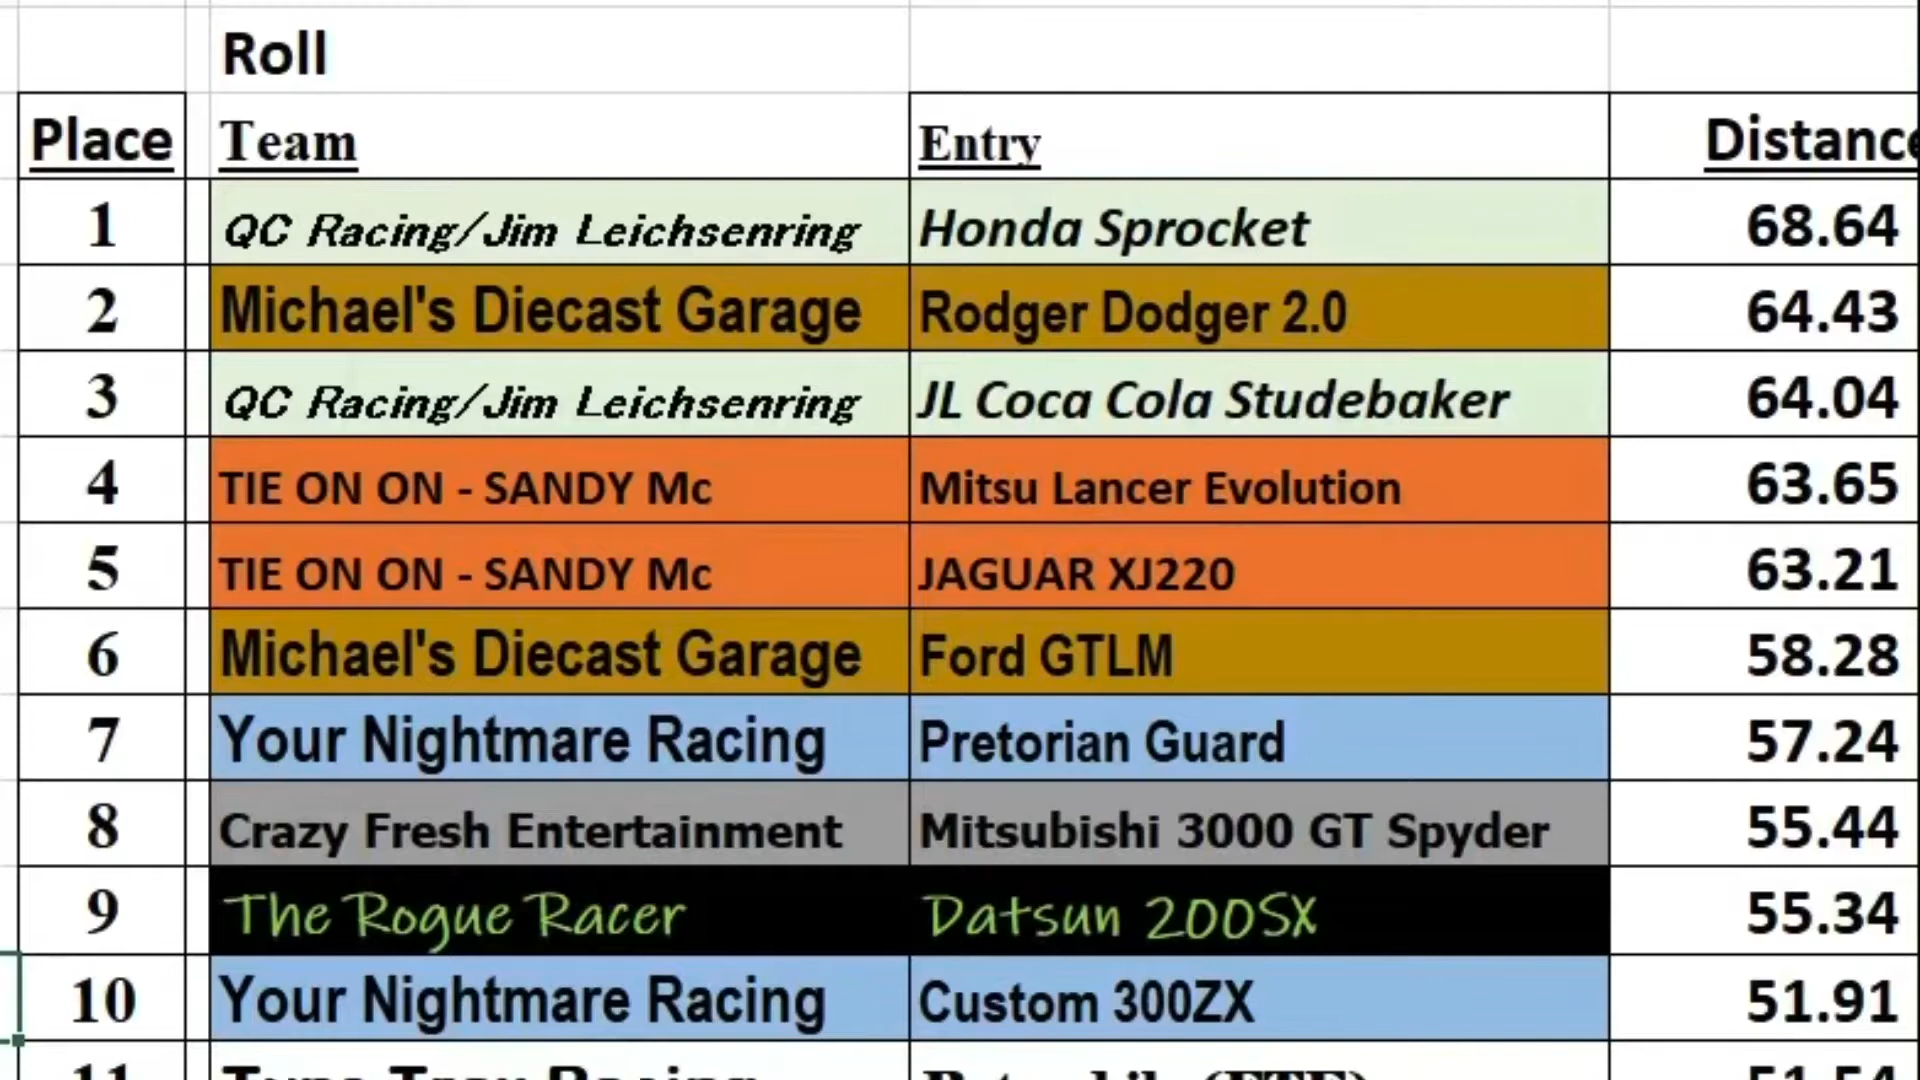 Roll
Place Team Entry Distance
1 QC Racing/Jim Leichsenring Honda Sprocket 68.64
2 Michael's Diecast Garage Rodger Dodger 2.0 64.43
3 QC Racing/Jim Leichsenring JL Coca Cola Studebaker 64.04
4 TIE ON ON - SANDY Mc Mitsu Lancer Evolution 63.65
5 TIE ON ON - SANDY Mc JAGUAR XJ220 63.21
6 Michael's Diecast Garage Ford GTLM 58.28
7 Your Nightmare Racing Pretorian Guard 57.24
8 Crazy Fresh Entertainment Mitsubishi 3000 GT Spyder 55.44
9 The Rogue Racer Datsun 200SX 55.34
10 Your Nightmare Racing Custom 300ZX 51.91